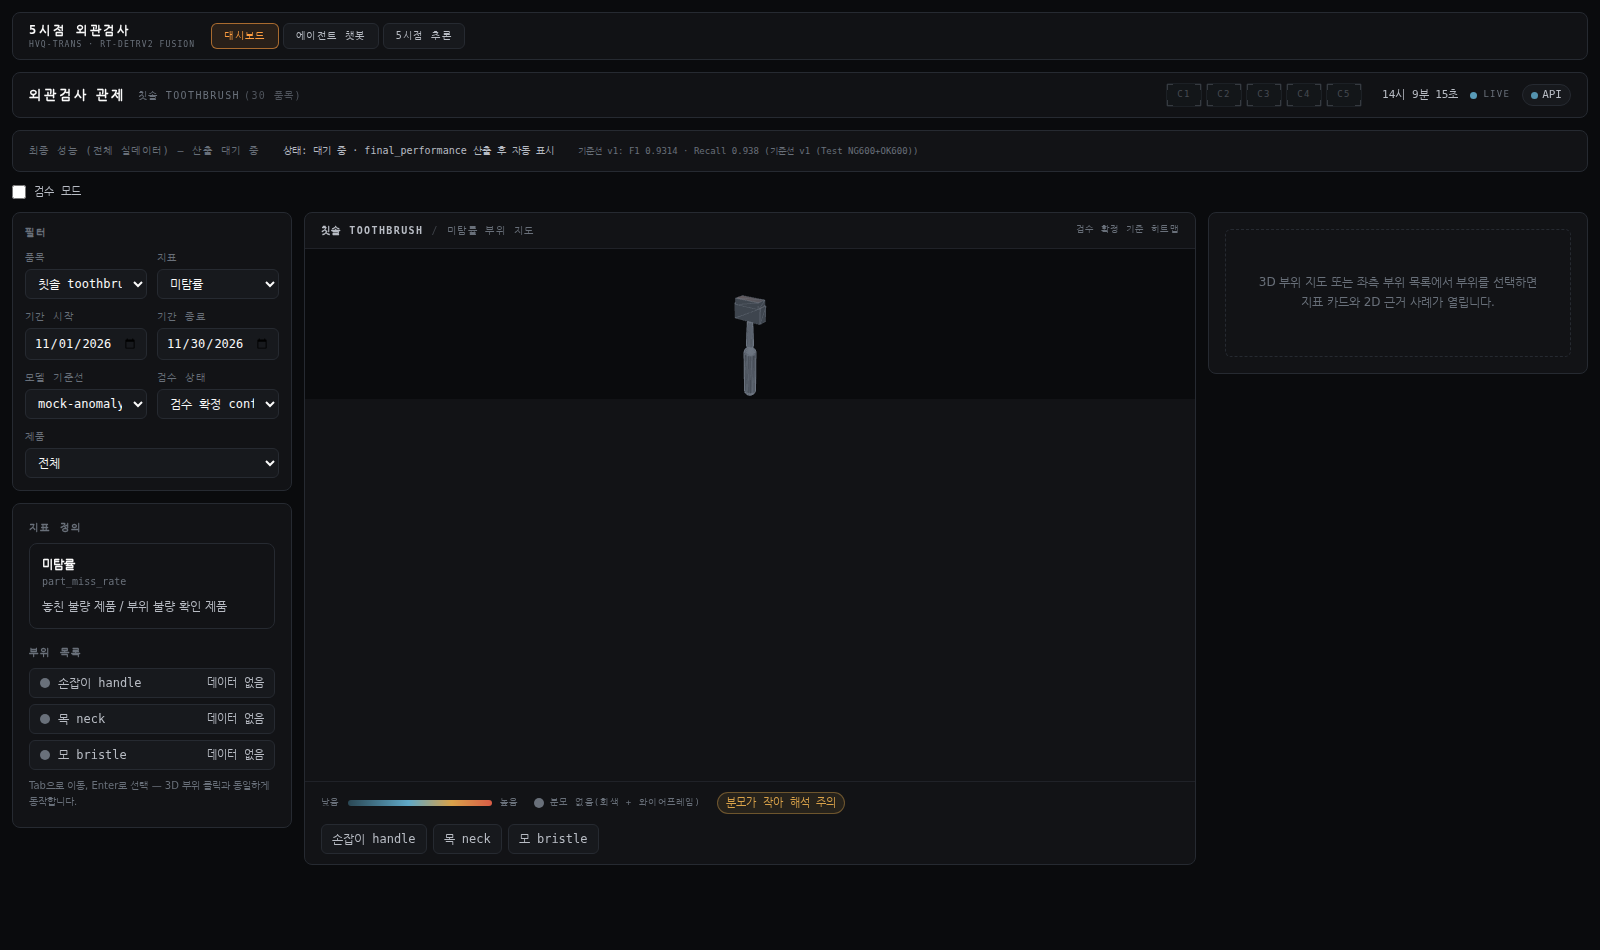 5시점 외관검사
HVQ-TRANS · RT-DETRV2 FUSION
대시보드
에이전트 챗봇
5시점 추론
외관검사 관제
칫솔 TOOTHBRUSH (30 품목)
C1
C2
C3
C4
C5
14시 9분 15초
LIVE
API
최종 성능 (전체 실데이터) — 산출 대기 중
상태: 대기 중 · final_performance 산출 후 자동 표시
기준선 v1: F1 0.9314 · Recall 0.938 (기준선 v1 (Test NG600+OK600))
검수 모드
필터
품목
지표
칫솔 toothbru
미탐률
기간 시작
기간 종료
11/01/2026
11/30/2026
모델 기준선
검수 상태
mock-anomaly
검수 확정 conf
제품
전체
지표 정의
미탐률
part_miss_rate
놓친 불량 제품 / 부위 불량 확인 제품
부위 목록
손잡이 handle
데이터 없음
목 neck
데이터 없음
모 bristle
데이터 없음
Tab으로 이동, Enter로 선택 — 3D 부위 클릭과 동일하게
동작합니다.
칫솔 TOOTHBRUSH / 미탐률 부위 지도
검수 확정 기준 히트맵
낮음
높음
분모 없음(회색 + 와이어프레임)
분모가 작아 해석 주의
손잡이 handle
목 neck
모 bristle
3D 부위 지도 또는 좌측 부위 목록에서 부위를 선택하면
지표 카드와 2D 근거 사례가 열립니다.